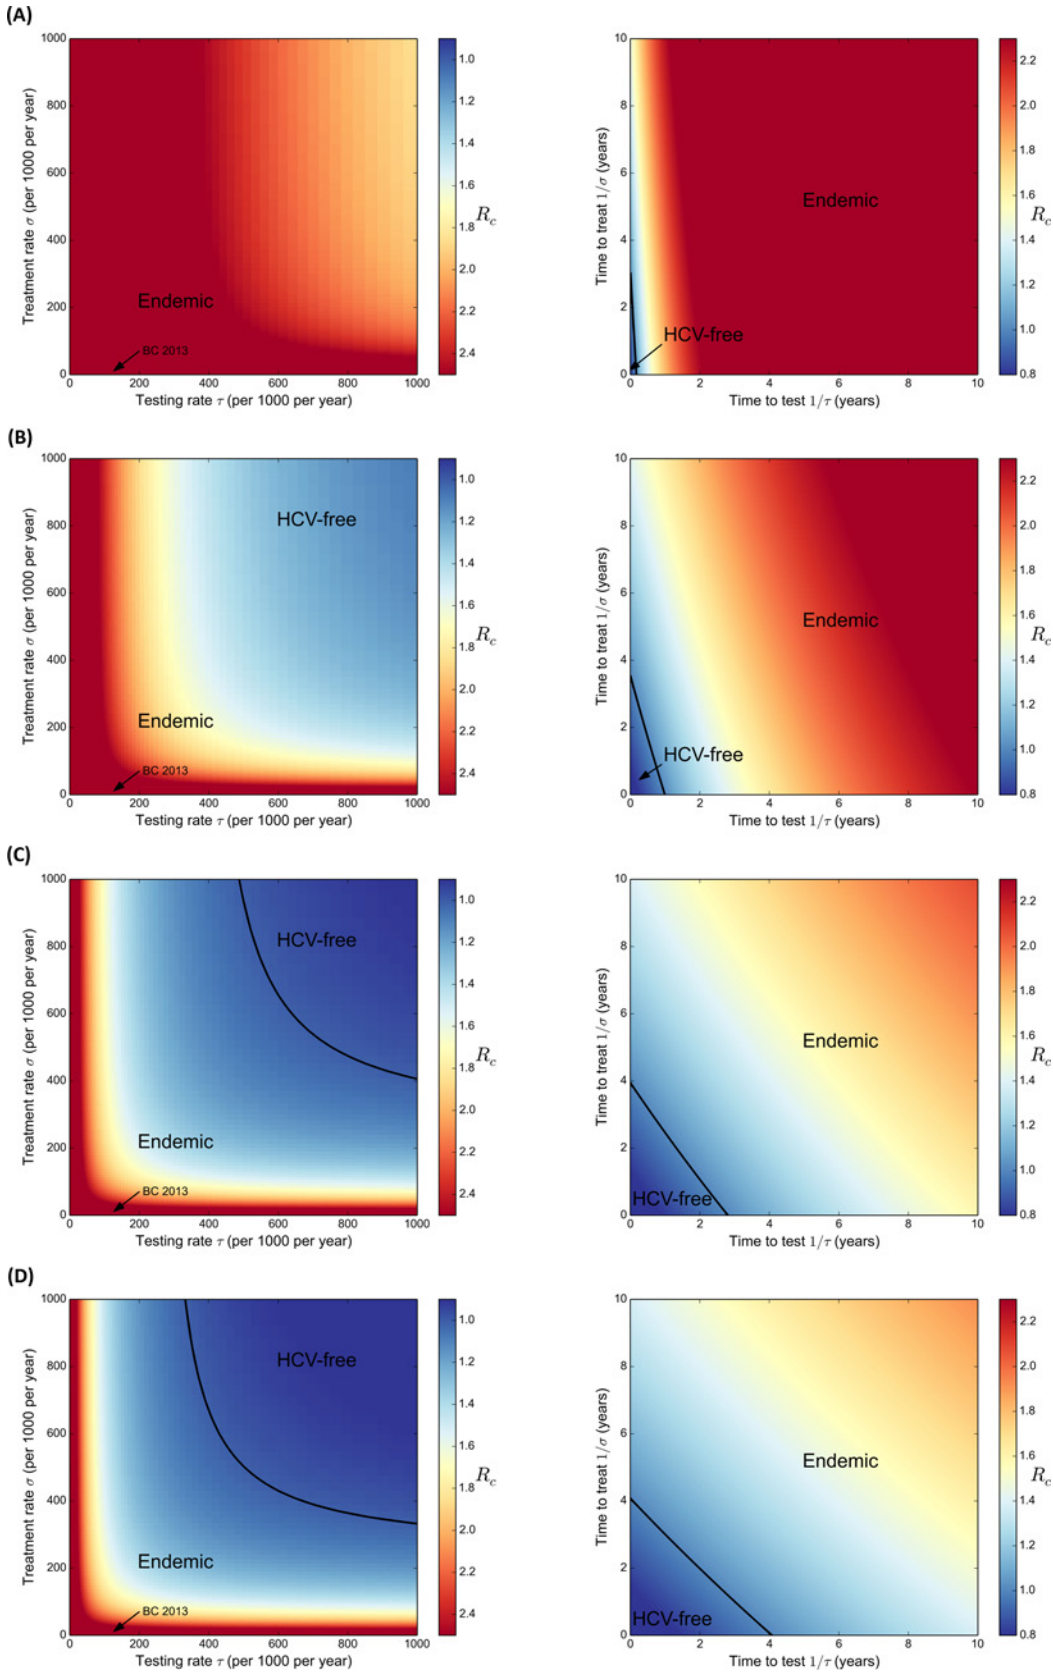 (A)
1000
800
600
400
200
0
Treatment rate σ (per 1000 per year)
Endemic
BC 2013
0 200 400 600 800 1000
Testing rate τ (per 1000 per year)
1.0
1.2
1.4
1.6
1.8
2.0
2.2
2.4
R_c
10
8
6
4
2
0
Time to treat 1/σ (years)
Endemic
HCV-free
0 2 4 6 8 10
Time to test 1/τ (years)
2.2
2.0
1.8
1.6
1.4
1.2
1.0
0.8
R_c
(B)
1000
800
600
400
200
0
Treatment rate σ (per 1000 per year)
HCV-free
Endemic
BC 2013
0 200 400 600 800 1000
Testing rate τ (per 1000 per year)
1.0
1.2
1.4
1.6
1.8
2.0
2.2
2.4
R_c
10
8
6
4
2
0
Time to treat 1/σ (years)
Endemic
HCV-free
0 2 4 6 8 10
Time to test 1/τ (years)
2.2
2.0
1.8
1.6
1.4
1.2
1.0
0.8
R_c
(C)
1000
800
600
400
200
0
Treatment rate σ (per 1000 per year)
HCV-free
Endemic
BC 2013
0 200 400 600 800 1000
Testing rate τ (per 1000 per year)
1.0
1.2
1.4
1.6
1.8
2.0
2.2
2.4
R_c
10
8
6
4
2
0
Time to treat 1/σ (years)
Endemic
HCV-free
0 2 4 6 8 10
Time to test 1/τ (years)
2.2
2.0
1.8
1.6
1.4
1.2
1.0
0.8
R_c
(D)
1000
800
600
400
200
0
Treatment rate σ (per 1000 per year)
HCV-free
Endemic
BC 2013
0 200 400 600 800 1000
Testing rate τ (per 1000 per year)
1.0
1.2
1.4
1.6
1.8
2.0
2.2
2.4
R_c
10
8
6
4
2
0
Time to treat 1/σ (years)
Endemic
HCV-free
0 2 4 6 8 10
Time to test 1/τ (years)
2.2
2.0
1.8
1.6
1.4
1.2
1.0
0.8
R_c